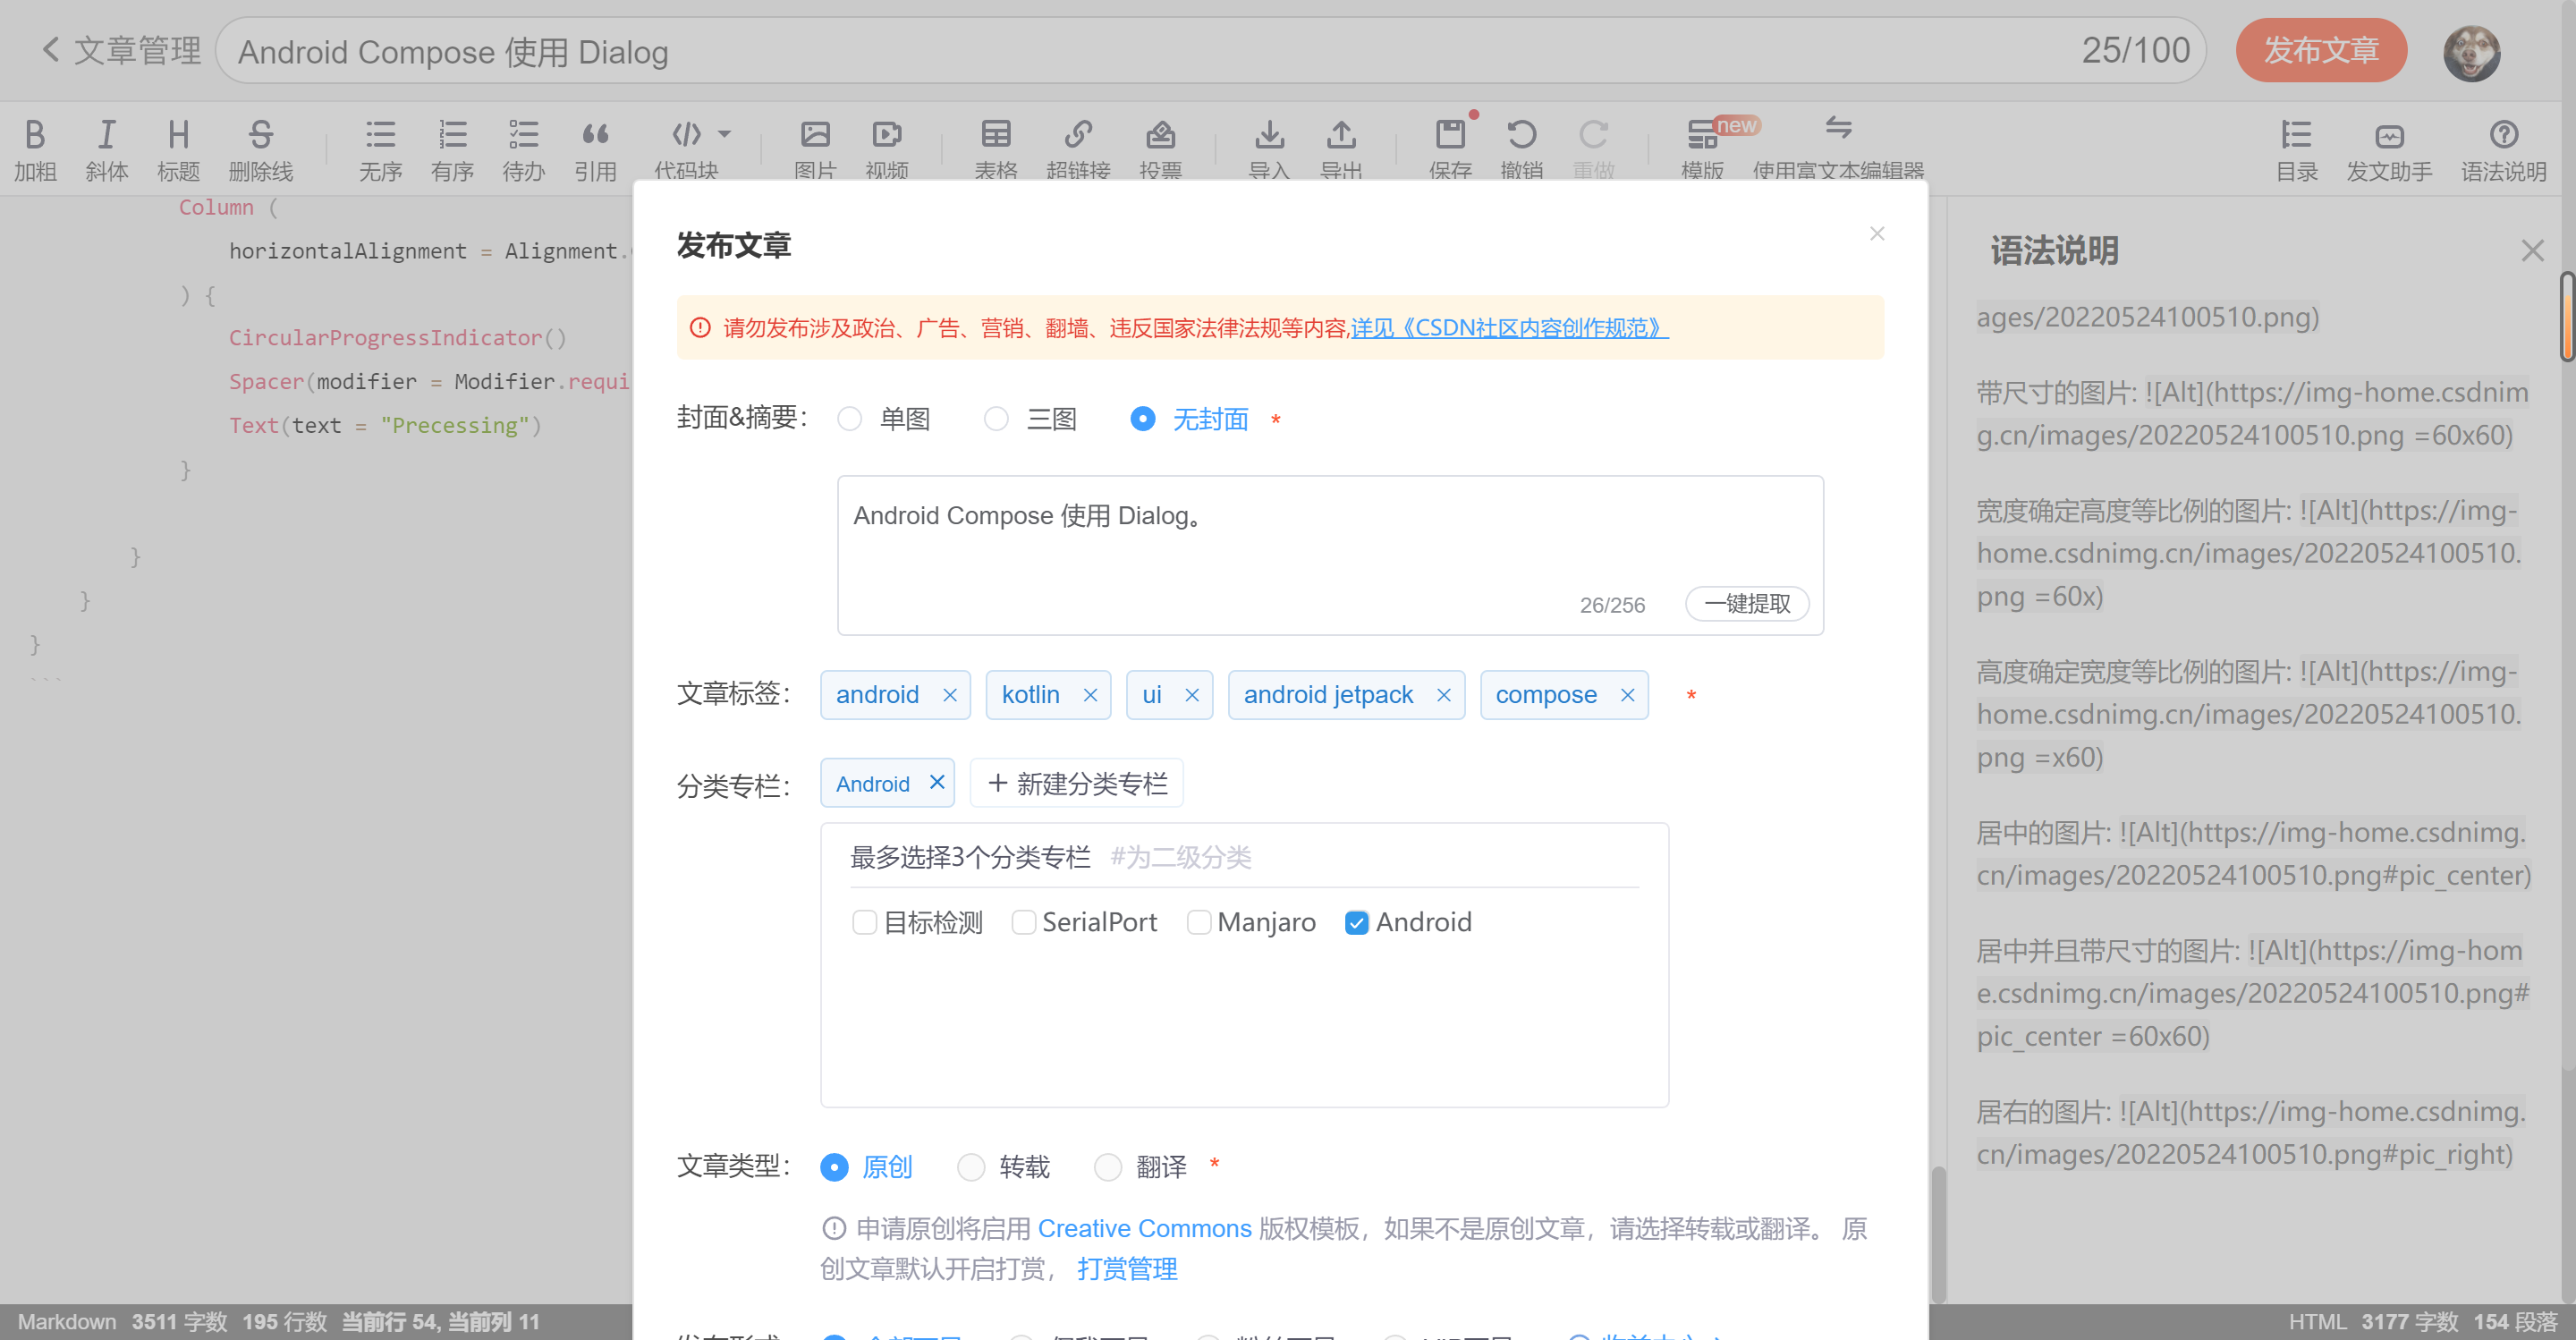 文章管理
Android Compose 使用 Dialog
25/100
发布文章
加粗 斜体 标题 删除线 无序 有序 待办 引用 代码块 图片 视频 表格 超链接 投票 导入 导出 保存 撤销 重做 模版 new 使用富文本编辑器 目录 发文助手 语法说明
Column (
horizontalAlignment = Alignment.
) {
CircularProgressIndicator()
Spacer(modifier = Modifier.requi
Text(text = "Precessing")
}
}
}
}
```
发布文章
请勿发布涉及政治、广告、营销、翻墙、违反国家法律法规等内容,详见《CSDN社区内容创作规范》
封面&摘要: 单图 三图 无封面 *
Android Compose 使用 Dialog。
26/256 一键提取
文章标签: android × kotlin × ui × android jetpack × compose × *
分类专栏: Android × + 新建分类专栏
最多选择3个分类专栏 #为二级分类
目标检测 SerialPort Manjaro Android
文章类型: 原创 转载 翻译 *
申请原创将启用 Creative Commons 版权模板，如果不是原创文章，请选择转载或翻译。 原
创文章默认开启打赏， 打赏管理
语法说明
ages/20220524100510.png)
带尺寸的图片: ![Alt](https://img-home.csdnim
g.cn/images/20220524100510.png =60x60)
宽度确定高度等比例的图片: ![Alt](https://img-
home.csdnimg.cn/images/20220524100510.
png =60x)
高度确定宽度等比例的图片: ![Alt](https://img-
home.csdnimg.cn/images/20220524100510.
png =x60)
居中的图片: ![Alt](https://img-home.csdnimg.
cn/images/20220524100510.png#pic_center)
居中并且带尺寸的图片: ![Alt](https://img-hom
e.csdnimg.cn/images/20220524100510.png#
pic_center =60x60)
居右的图片: ![Alt](https://img-home.csdnimg.
cn/images/20220524100510.png#pic_right)
Markdown 3511 字数 195 行数 当前行 54, 当前列 11
HTML 3177 字数 154 段落